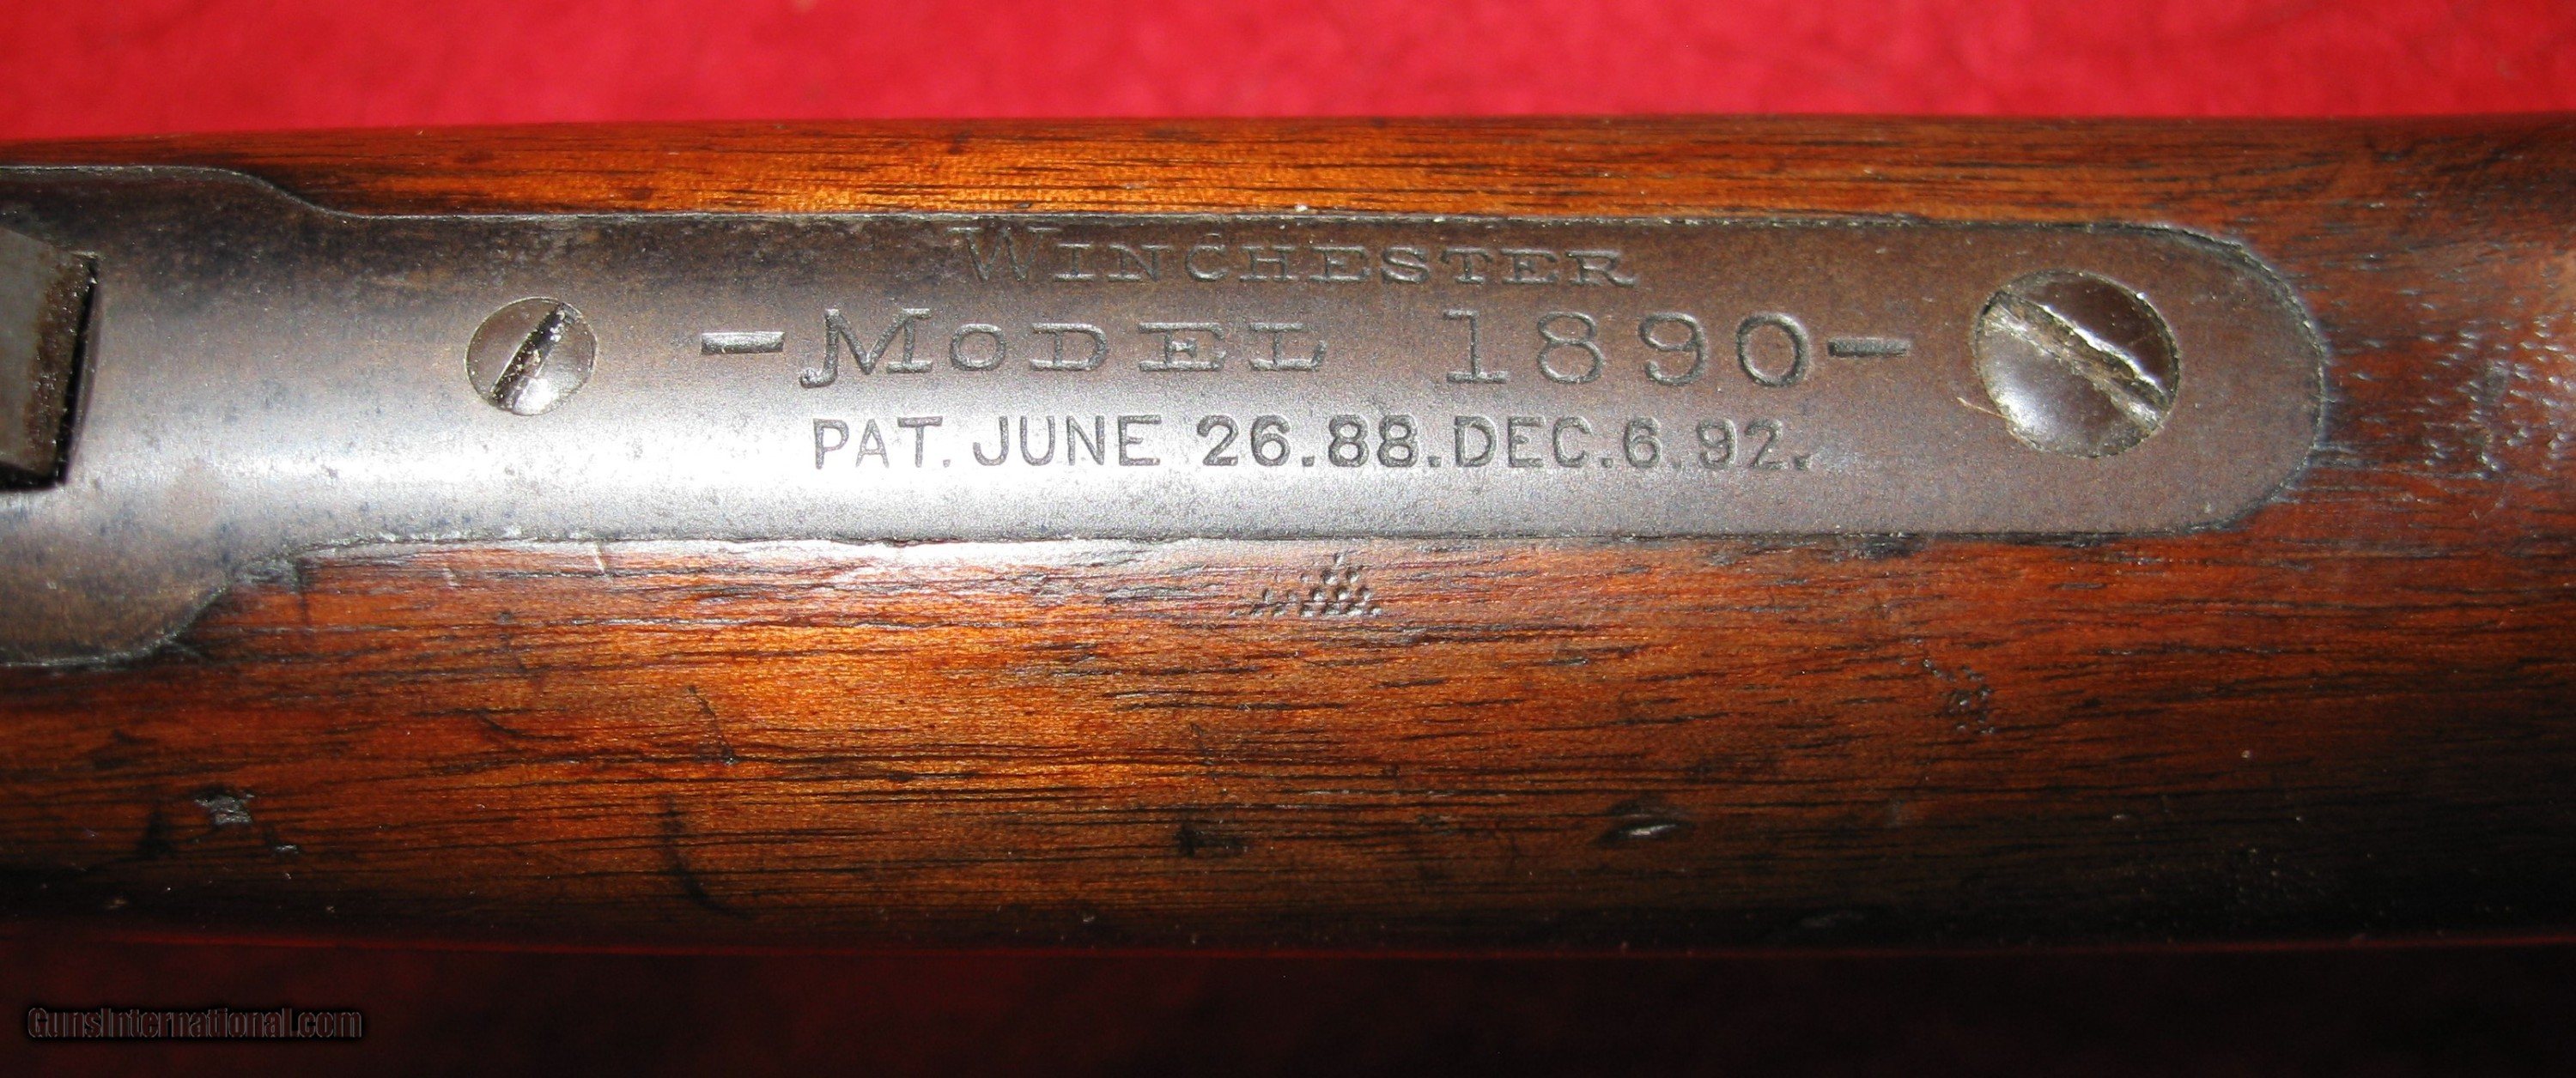 WINCHESTER
-MODEL 1890-
PAT. JUNE 26.88.DEC.6.92.
GunsInternational.com